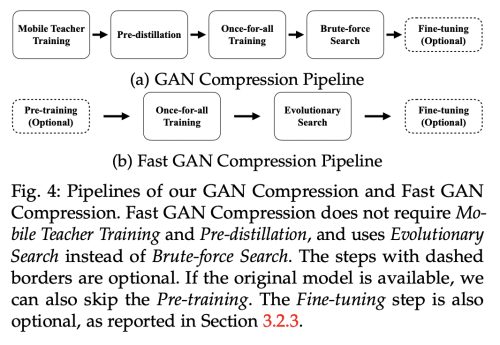 Mobile Teacher Training
Pre-distillation
Once-for-all Training
Brute-force Search
Fine-tuning (Optional)
(a) GAN Compression Pipeline
Pre-training (Optional)
Once-for-all Training
Evolutionary Search
Fine-tuning (Optional)
(b) Fast GAN Compression Pipeline
Fig. 4: Pipelines of our GAN Compression and Fast GAN
Compression. Fast GAN Compression does not require Mo-
bile Teacher Training and Pre-distillation, and uses Evolutionary
Search instead of Brute-force Search. The steps with dashed
borders are optional. If the original model is available, we
can also skip the Pre-training. The Fine-tuning step is also
optional, as reported in Section 3.2.3.